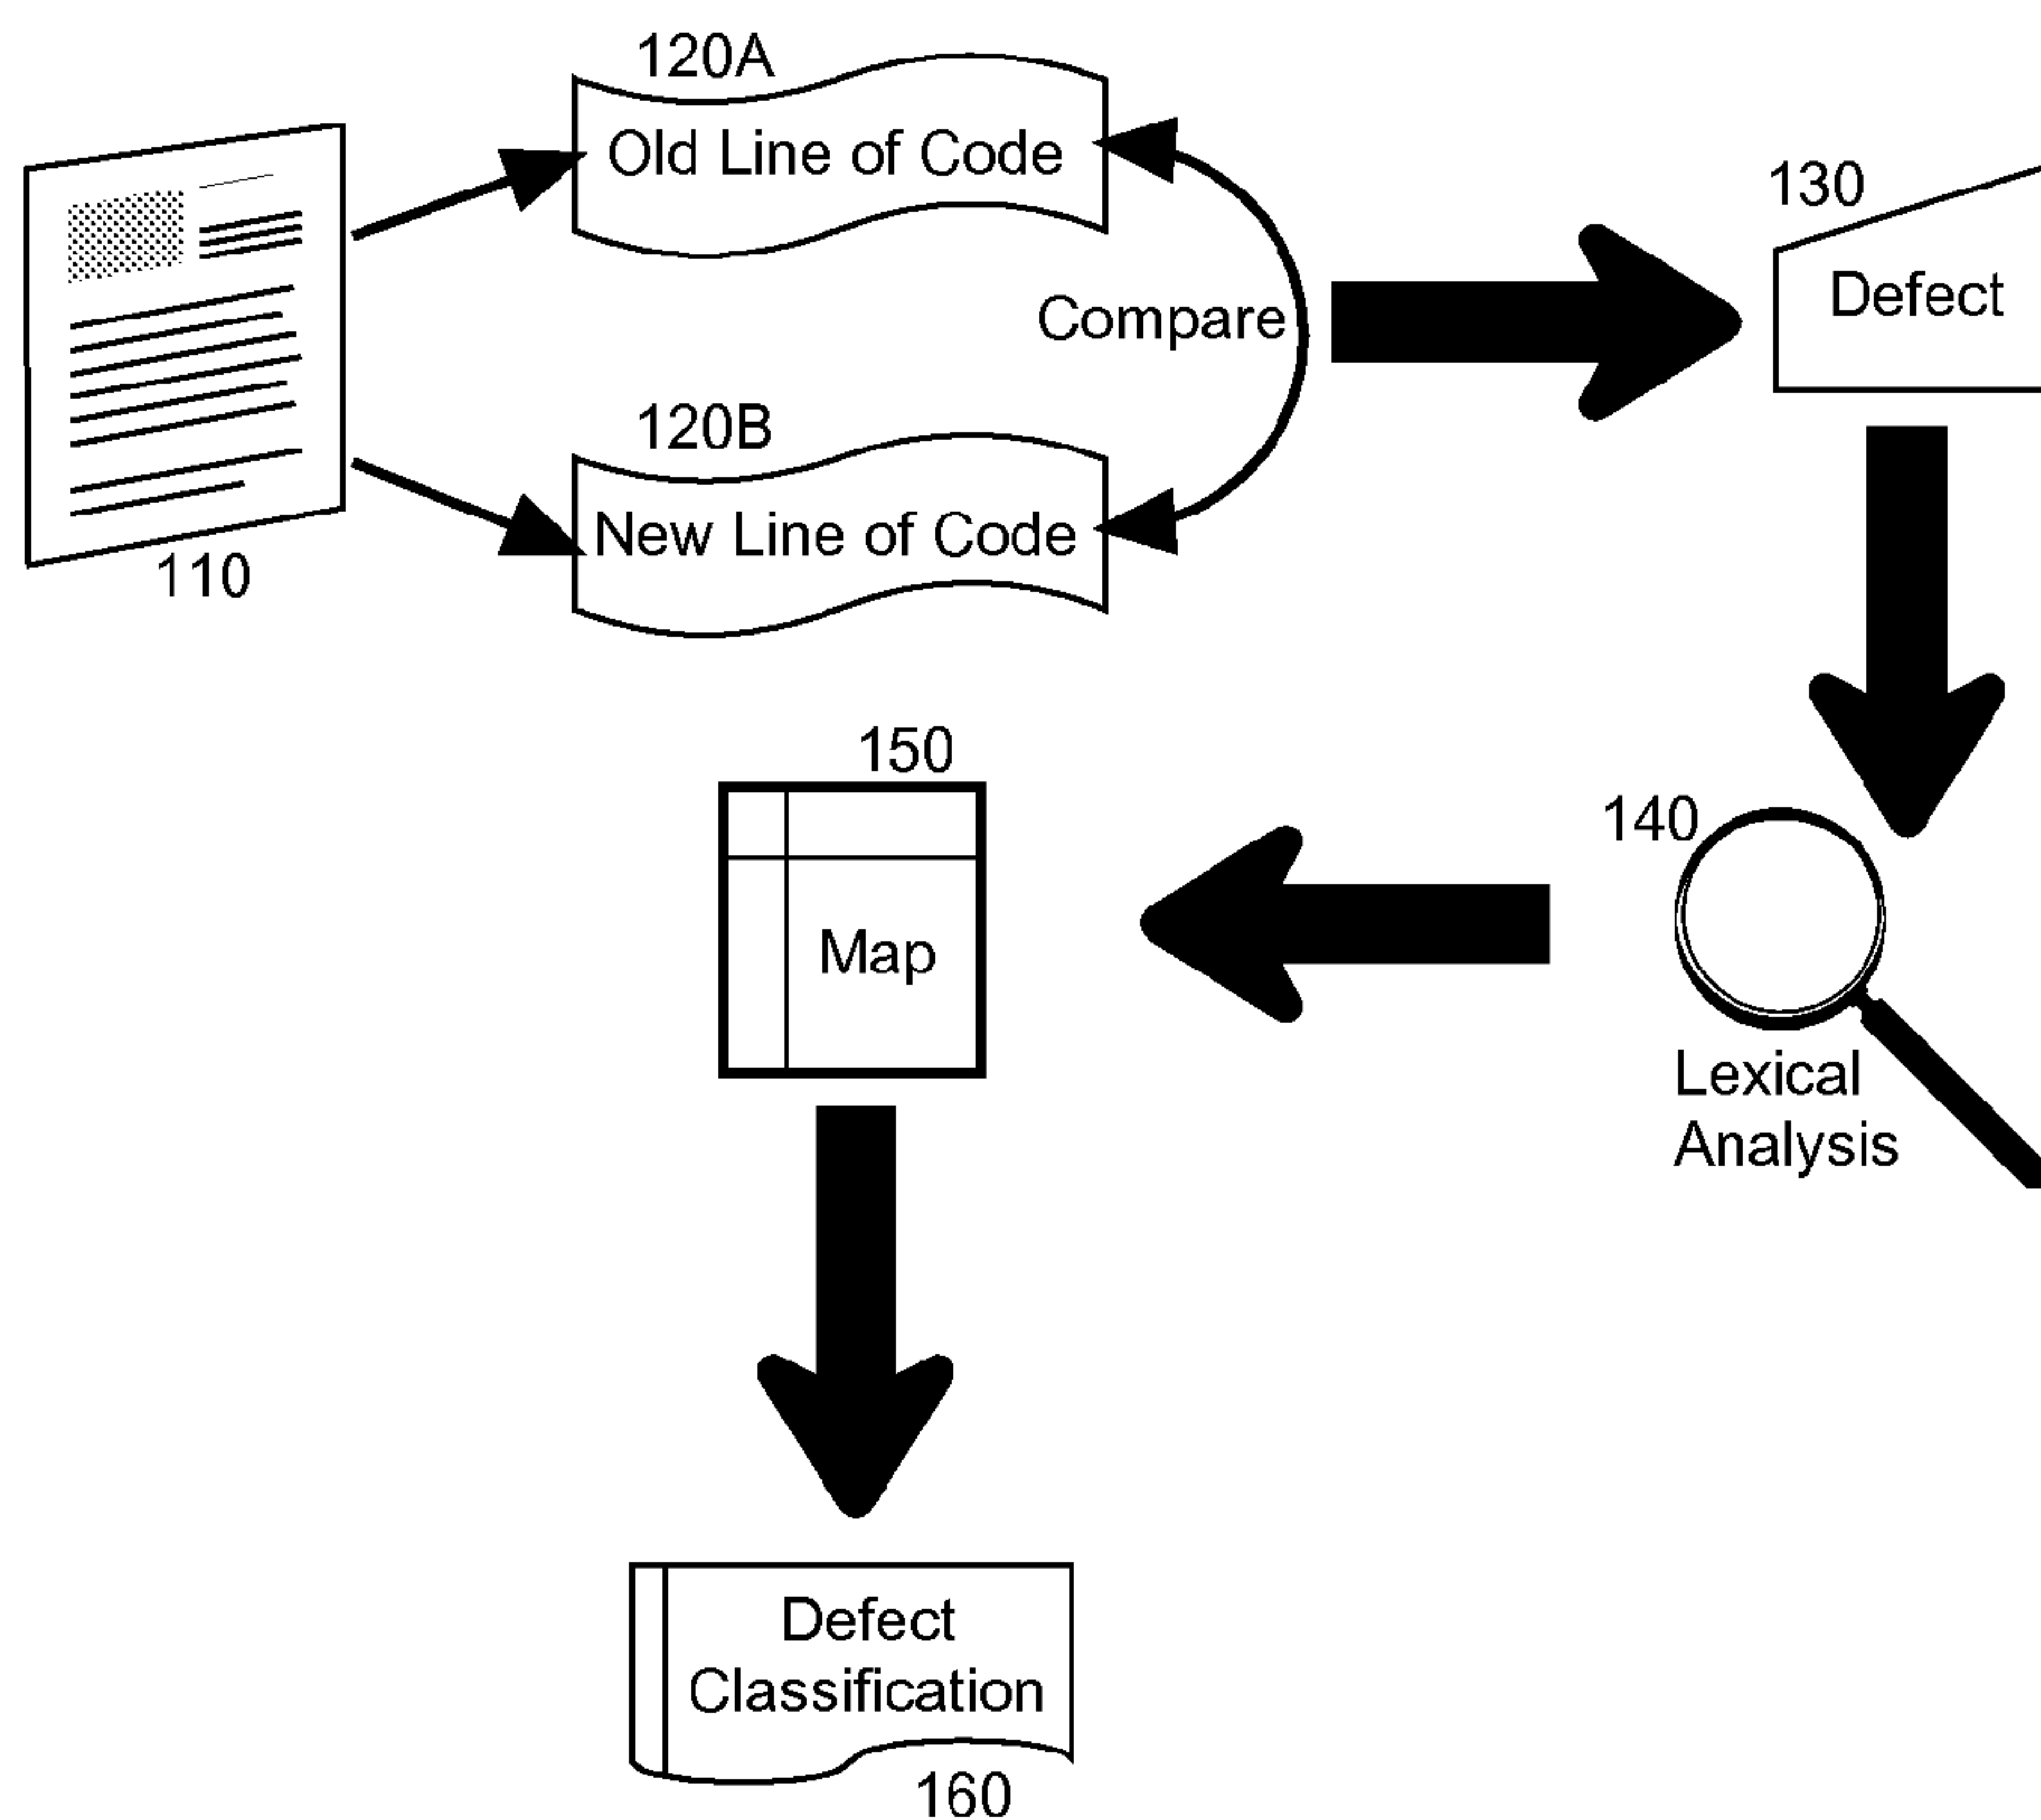 120A
Old Line of Code
130
Defect
Compare
120B
New Line of Code
110
150
Map
140
Lexical
Analysis
Defect
Classification
160